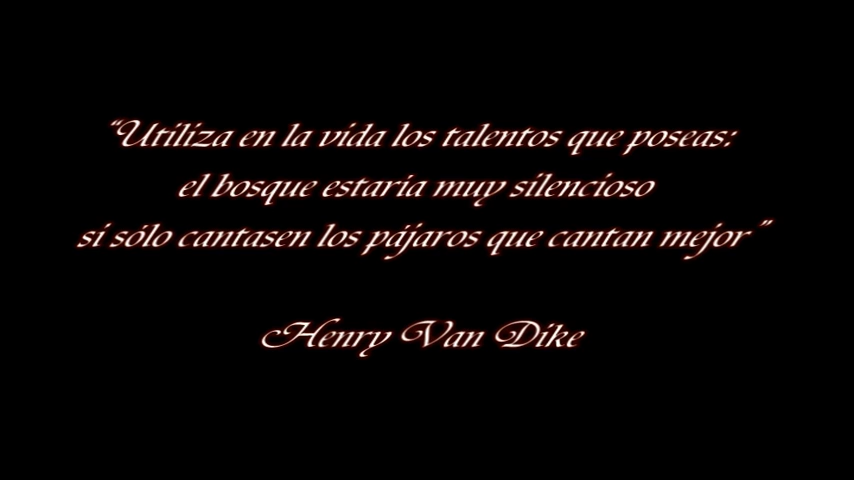 “Utiliza en la vida los talentos que poseas:
el bosque estaría muy silencioso
si sólo cantasen los pájaros que cantan mejor”
Henry Van Dike